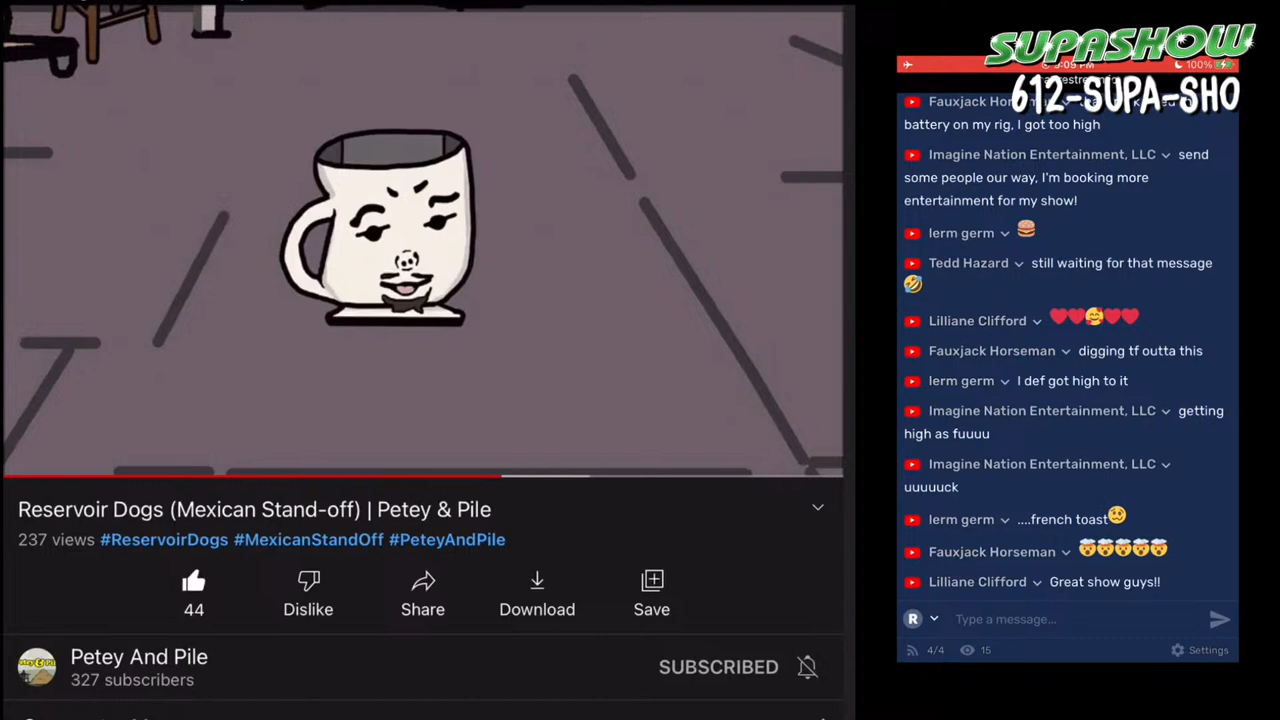 Reservoir Dogs (Mexican Stand-off) | Petey & Pile
237 views #ReservoirDogs #MexicanStandOff #PeteyAndPile
44
Dislike
Share
Download
Save
Petey And Pile
327 subscribers
SUBSCRIBED
SUPASHOW
100%
612-SUPA-SHO
Fauxjack
battery on my rig, I got too high
Imagine Nation Entertainment, LLC send
some people our way, I'm booking more
entertainment for my show!
lerm germ 🍔
Tedd Hazard still waiting for that message
🤣
Lilliane Clifford ❤️❤️🥰❤️❤️
Fauxjack Horseman digging tf outta this
lerm germ I def got high to it
Imagine Nation Entertainment, LLC getting
high as fuuuu
Imagine Nation Entertainment, LLC
uuuuuck
lerm germ ....french toast🥴
Fauxjack Horseman 🤯🤯🤯🤯🤯
Lilliane Clifford Great show guys!!
R Type a message...
4/4 15 Settings